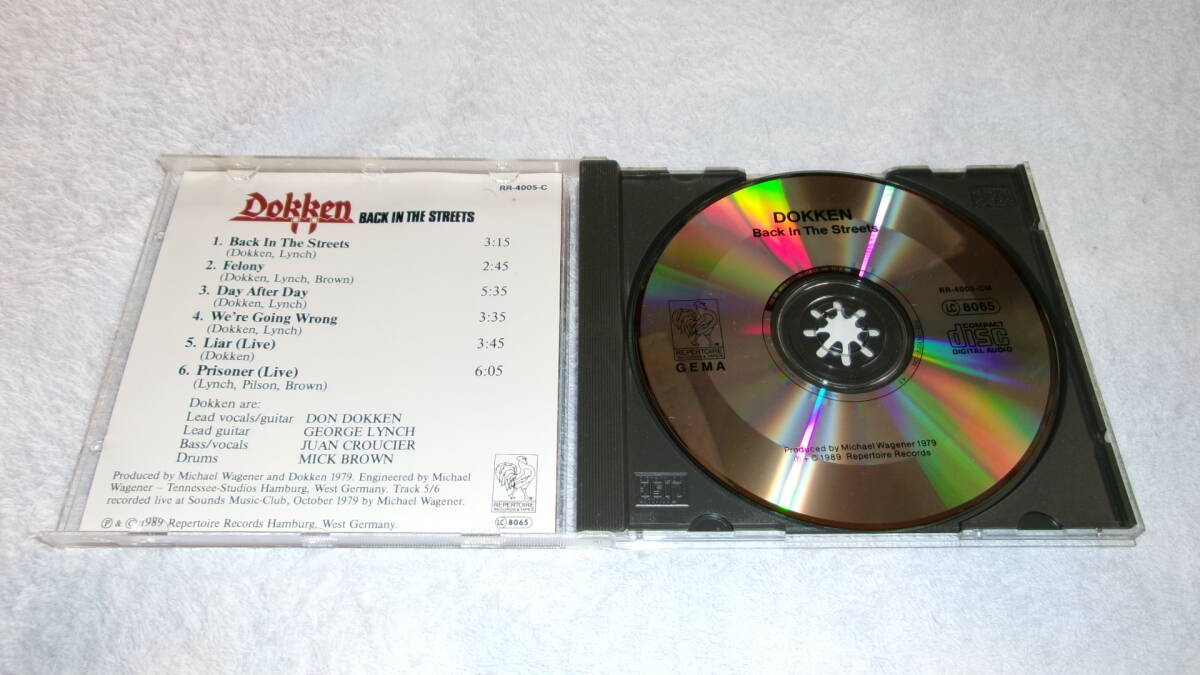 RR-4005-C
Dokken BACK IN THE STREETS
1. Back In The Streets 3:15
(Dokken, Lynch)
2. Felony 2:45
(Dokken, Lynch, Brown)
3. Day After Day 5:35
(Dokken, Lynch)
4. We're Going Wrong 3:35
(Dokken, Lynch)
5. Liar (Live) 3:45
(Dokken)
6. Prisoner (Live) 6:05
(Lynch, Pilson, Brown)
Dokken are:
Lead vocals/guitar DON DOKKEN
Lead guitar GEORGE LYNCH
Bass/vocals JUAN CROUCIER
Drums MICK BROWN
Produced by Michael Wagener and Dokken 1979. Engineered by Michael
Wagener – Tennessee-Studios Hamburg, West Germany. Track 5/6
recorded live at Sounds Music-Club, October 1979 by Michael Wagener.
REPERTOIRE
RECORDS & TAPES
Ⓟ & © 1989 Repertoire Records Hamburg, West Germany.
LC 8065
DOKKEN
Back In The Streets
RR-4005-CM
LC 8065
REPERTOIRE
RECORDS & TAPES
GEMA
COMPACT
disc
DIGITAL AUDIO
Produced by Michael Wagener 1979
Ⓟ + © 1989 Repertoire Records